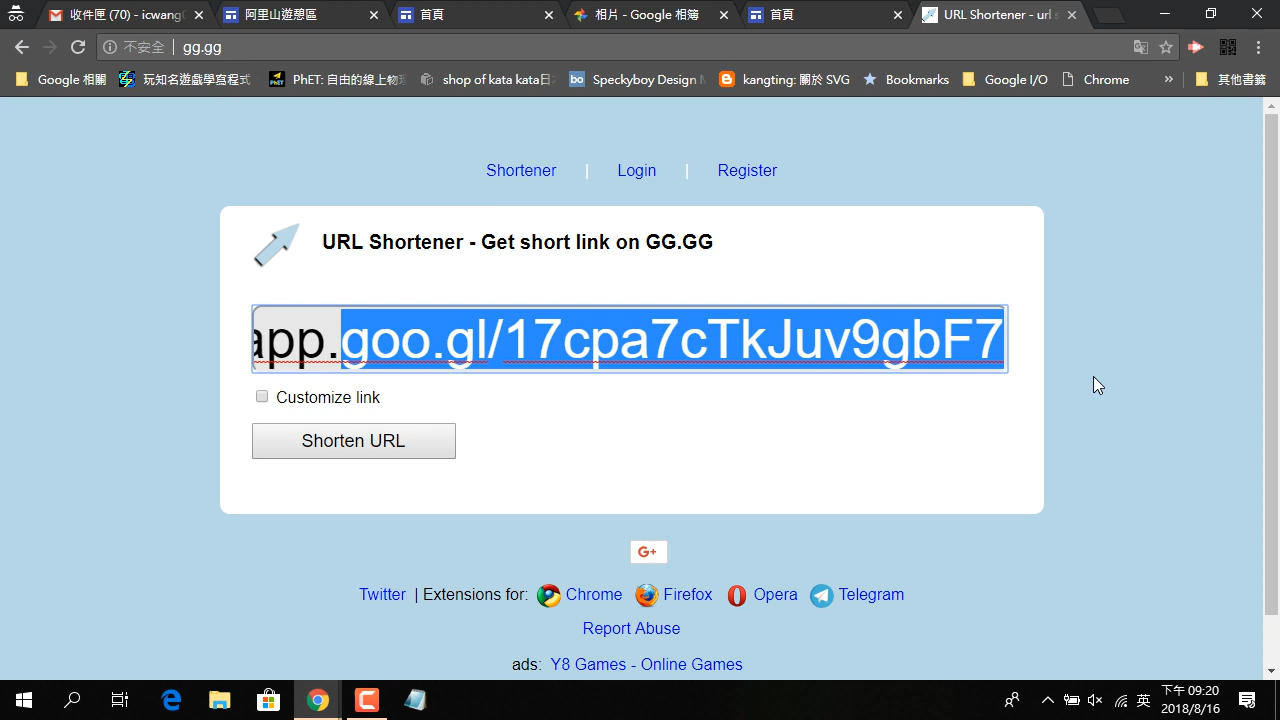 收件匣 (70) - icwang
阿里山遊憩區
首頁
相片 - Google 相簿
首頁
URL Shortener - url s
不安全 gg.gg
Google 相關
玩知名遊戲學寫程式
PhET: 自由的線上物理
shop of kata kata日
bo
Speckyboy Design M
kangting: 關於 SVG
Bookmarks
Google I/O
Chrome
»
其他書籤
Shortener | Login | Register
URL Shortener - Get short link on GG.GG
app.goo.gl/17cpa7cTkJuv9gbF7
Customize link
Shorten URL
G+
Twitter | Extensions for: Chrome Firefox Opera Telegram
Report Abuse
ads: Y8 Games - Online Games
英
下午 09:20
2018/8/16